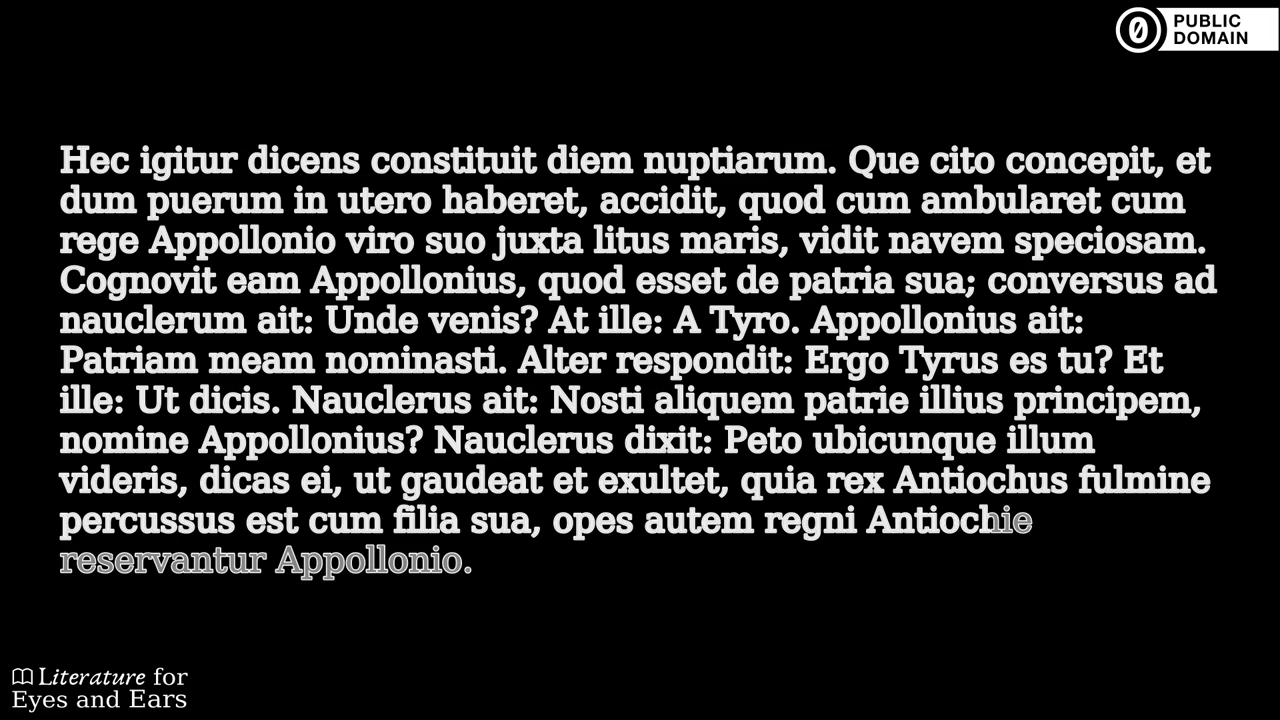 PUBLIC
DOMAIN
Hec igitur dicens constituit diem nuptiarum. Que cito concepit, et
dum puerum in utero haberet, accidit, quod cum ambularet cum
rege Appollonio viro suo juxta litus maris, vidit navem speciosam.
Cognovit eam Appollonius, quod esset de patria sua; conversus ad
nauclerum ait: Unde venis? At ille: A Tyro. Appollonius ait:
Patriam meam nominasti. Alter respondit: Ergo Tyrus es tu? Et
ille: Ut dicis. Nauclerus ait: Nosti aliquem patrie illius principem,
nomine Appollonius? Nauclerus dixit: Peto ubicunque illum
videris, dicas ei, ut gaudeat et exultet, quia rex Antiochus fulmine
percussus est cum filia sua, opes autem regni Antiochie
reservantur Appollonio.
Literature for
Eyes and Ears